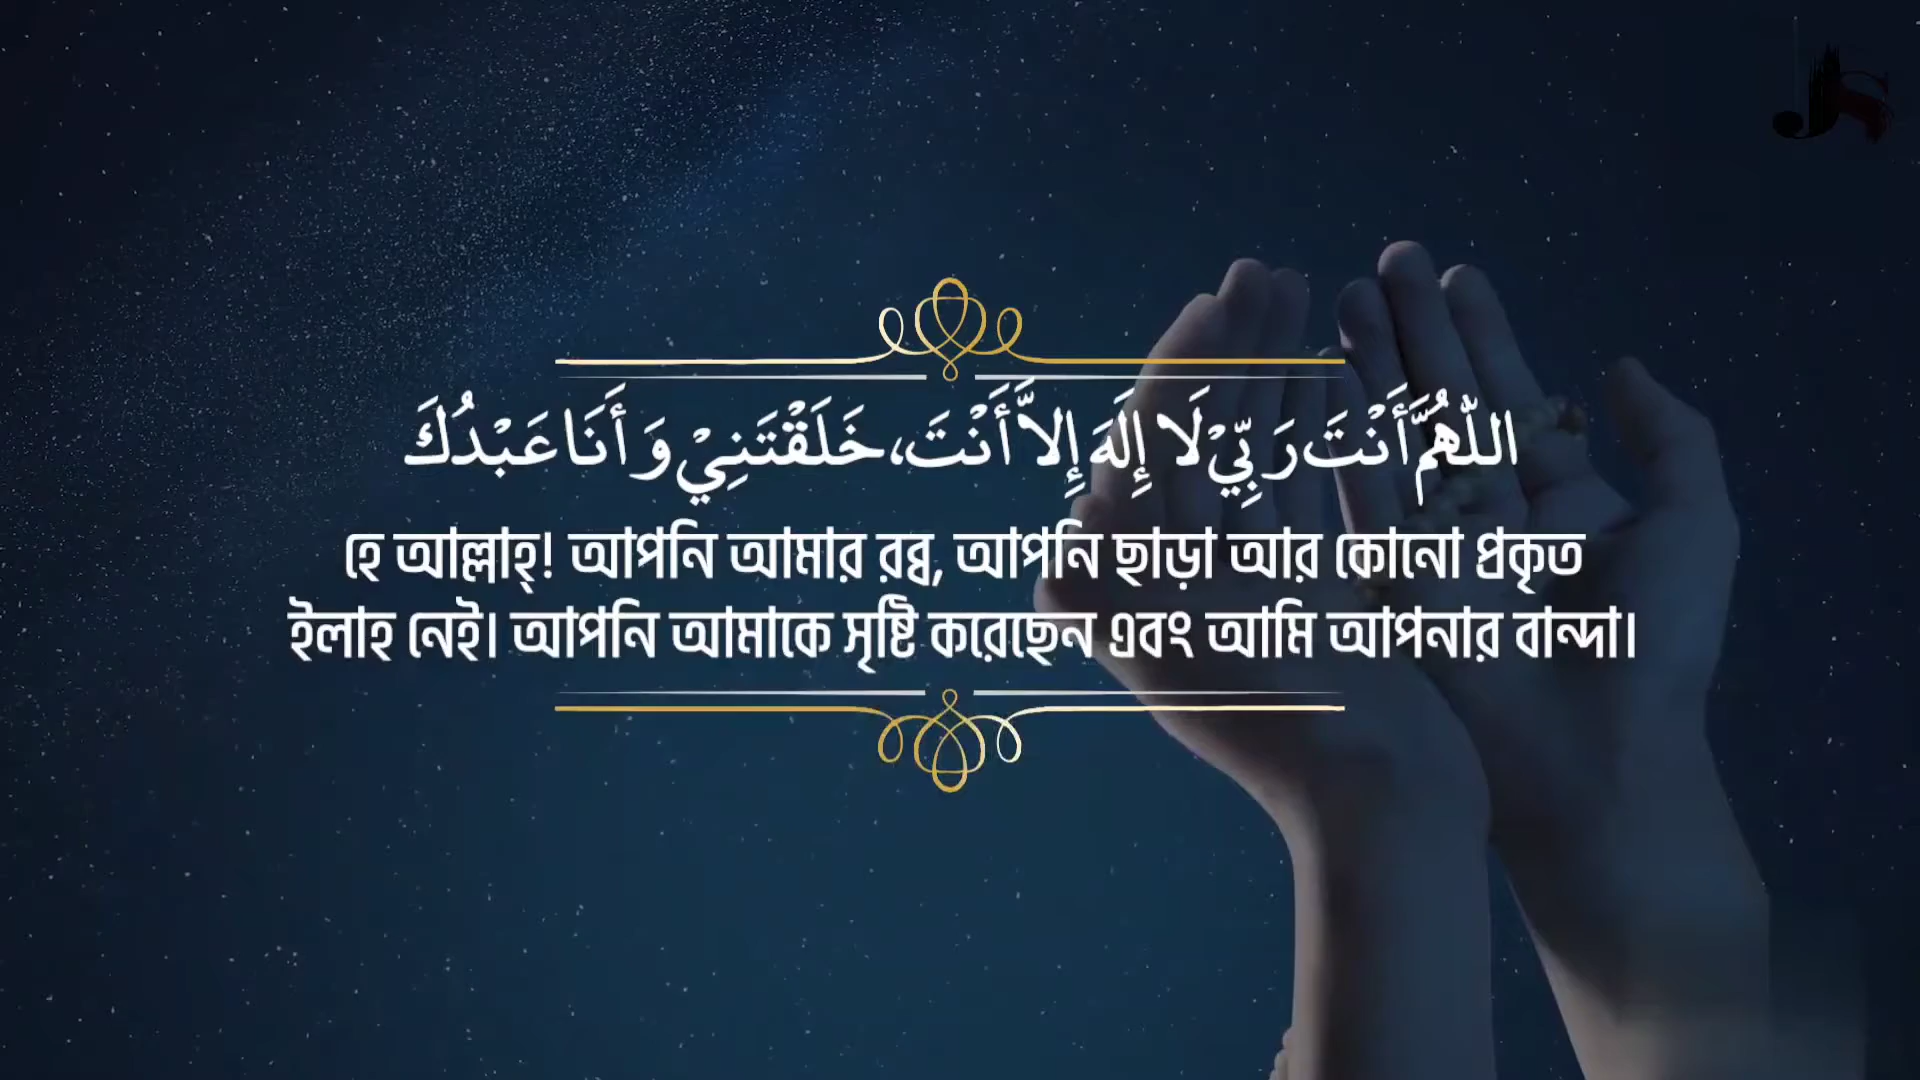 اللّٰهُمَّ أَنْتَ رَبِّيْ لَا إِلَهَ إِلاَّ أَنْتَ، خَلَقْتَنِيْ وَ أَنَا عَبْدُكَ
হে আল্লাহ্! আপনি আমার রব্ব, আপনি ছাড়া আর কোনো প্রকৃত
ইলাহ নেই। আপনি আমাকে সৃষ্টি করেছেন এবং আমি আপনার বান্দা।